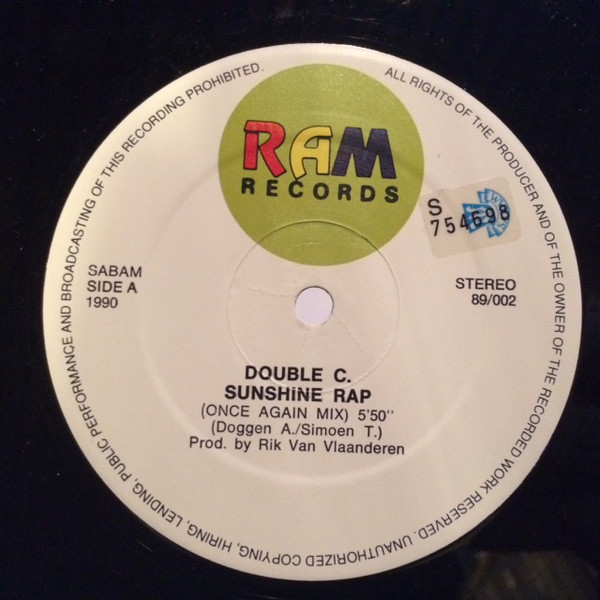 ALL RIGHTS OF THE PRODUCER AND OF THE OWNER OF THE RECORDED WORK RESERVED. UNAUTHORIZED COPYING, HIRING, LENDING, PUBLIC PERFORMANCE AND BROADCASTING OF THIS RECORDING PROHIBITED.
RAM
RECORDS
S
754698
SABAM
SIDE A
1990
STEREO
89/002
DOUBLE C.
SUNSHiNE RAP
(ONCE AGAIN MIX) 5'50''
(Doggen A./Simoen T.)
Prod. by Rik Van Vlaanderen